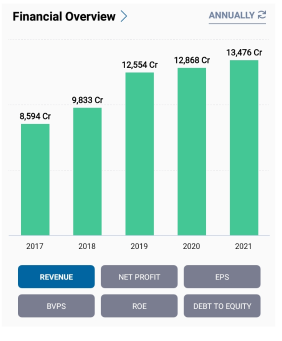 Financial Overview >
ANNUALLY
13,476 Cr
12,868 Cr
12,554 Cr
9,833 Cr
8,594 Cr
2017 2018 2019 2020 2021
REVENUE NET PROFIT EPS
BVPS ROE DEBT TO EQUITY